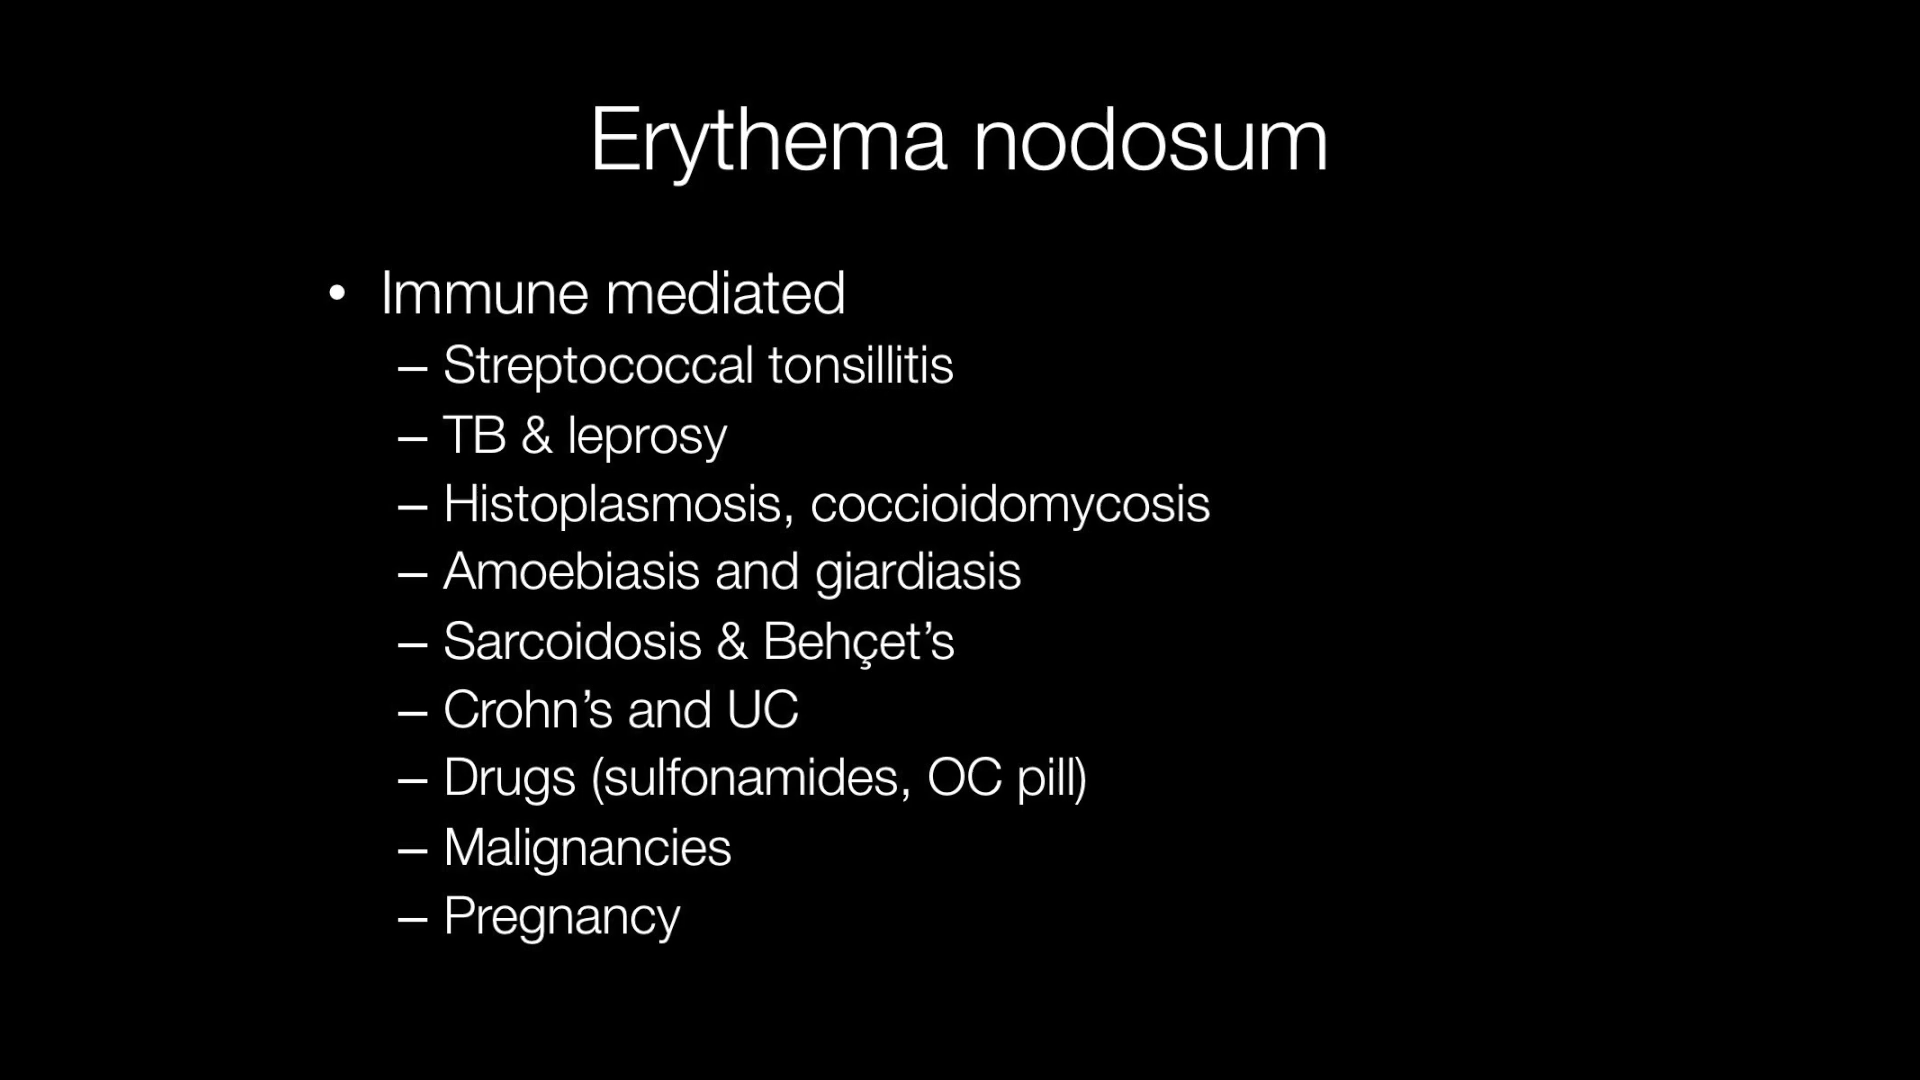 Erythema nodosum
• Immune mediated
– Streptococcal tonsillitis
– TB & leprosy
– Histoplasmosis, coccioidomycosis
– Amoebiasis and giardiasis
– Sarcoidosis & Behçet’s
– Crohn’s and UC
– Drugs (sulfonamides, OC pill)
– Malignancies
– Pregnancy